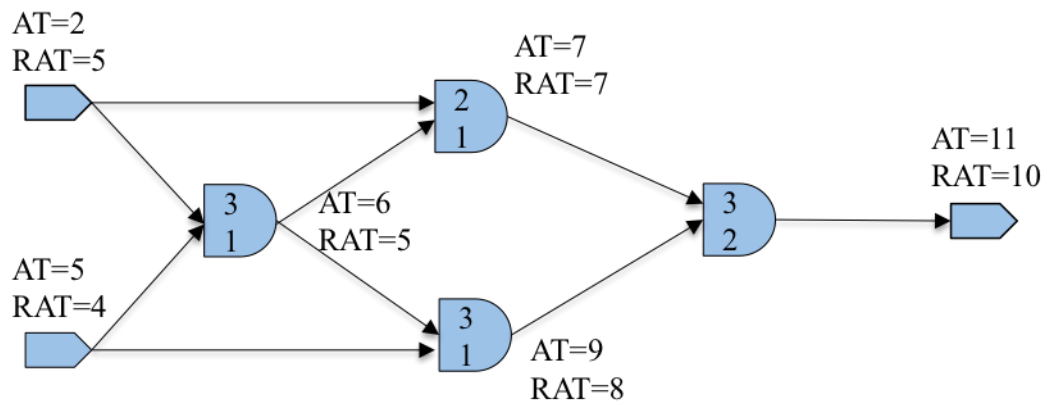 AT=2
RAT=5
AT=7
RAT=7
2
1
AT=11
RAT=10
3
1
AT=6
RAT=5
3
2
AT=5
RAT=4
3
1
AT=9
RAT=8